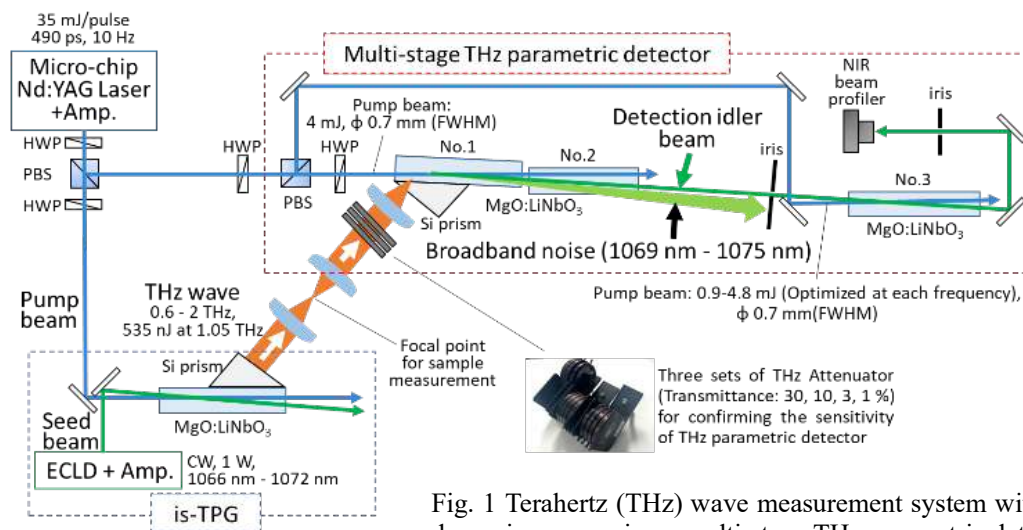 35 mJ/pulse
490 ps, 10 Hz
Micro-chip
Nd:YAG Laser
+Amp.
HWP
PBS
HWP
HWP
PBS
HWP
Multi-stage THz parametric detector
Pump beam:
4 mJ, ϕ 0.7 mm (FWHM)
No.1
No.2
MgO:LiNbO3
Si prism
Detection idler
beam
iris
NIR
beam
profiler
iris
No.3
MgO:LiNbO3
Broadband noise (1069 nm - 1075 nm)
Pump beam: 0.9-4.8 mJ (Optimized at each frequency),
ϕ 0.7 mm(FWHM)
THz wave
0.6 - 2 THz,
535 nJ at 1.05 THz
Pump
beam
Si prism
Focal point
for sample
measurement
Three sets of THz Attenuator
(Transmittance: 30, 10, 3, 1 %)
for confirming the sensitivity
of THz parametric detector
Seed
beam
MgO:LiNbO3
ECLD + Amp.
CW, 1 W,
1066 nm - 1072 nm
is-TPG
Fig. 1 Terahertz (THz) wave measurement system wi